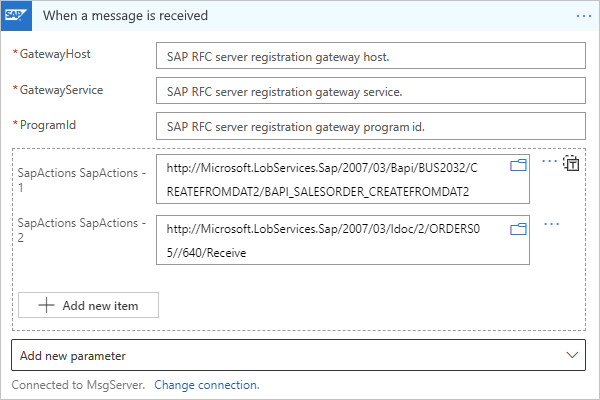 SAP
When a message is received
*GatewayHost
SAP RFC server registration gateway host.
*GatewayService
SAP RFC server registration gateway service.
*ProgramId
SAP RFC server registration gateway program id.
SapActions SapActions -
1
http://Microsoft.LobServices.Sap/2007/03/Bapi/BUS2032/C
REATEFROMDAT2/BAPI_SALESORDER_CREATEFROMDAT2
SapActions SapActions -
2
http://Microsoft.LobServices.Sap/2007/03/Idoc/2/ORDERS0
5//640/Receive
Add new item
Add new parameter
Connected to MsgServer. Change connection.